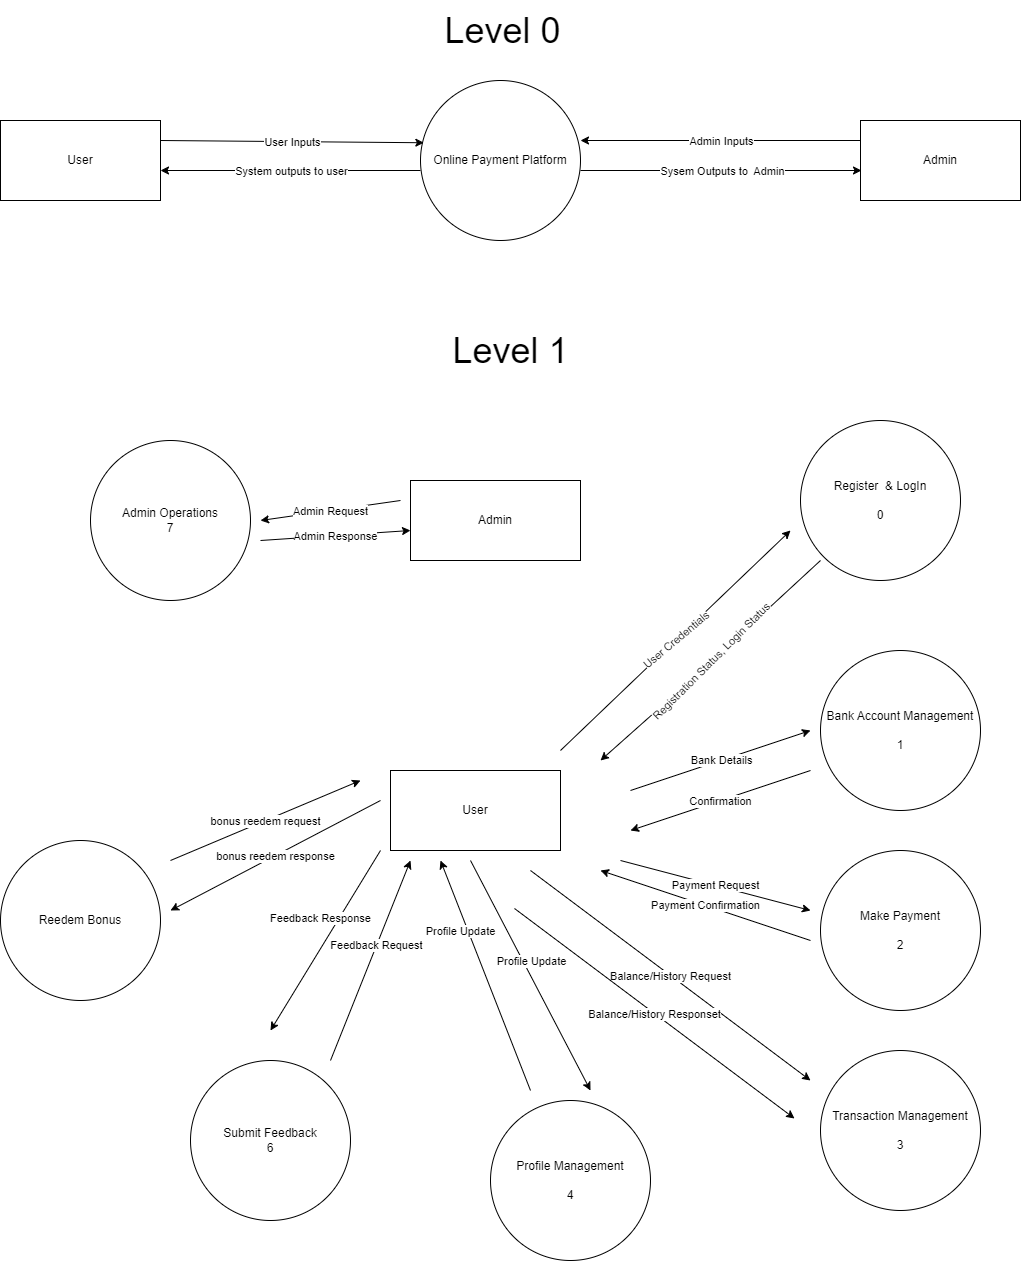 Level 0
User
User Inputs
System outputs to user
Online Payment Platform
Admin Inputs
Sysem Outputs to  Admin
Admin
Level 1
Admin Operations
7
Admin Request
Admin Response
Admin
Register  & LogIn
0
User Credentials
Registration Status, Login Status
Bank Account Management
1
Bank Details
Confirmation
User
bonus reedem request
bonus reedem response
Reedem Bonus
Payment Request
Payment Confirmation
Make Payment
2
Feedback Response
Feedback Request
Profile Update
Profile Update
Balance/History Request
Balance/History Responset
Transaction Management
3
Submit Feedback
6
Profile Management
4